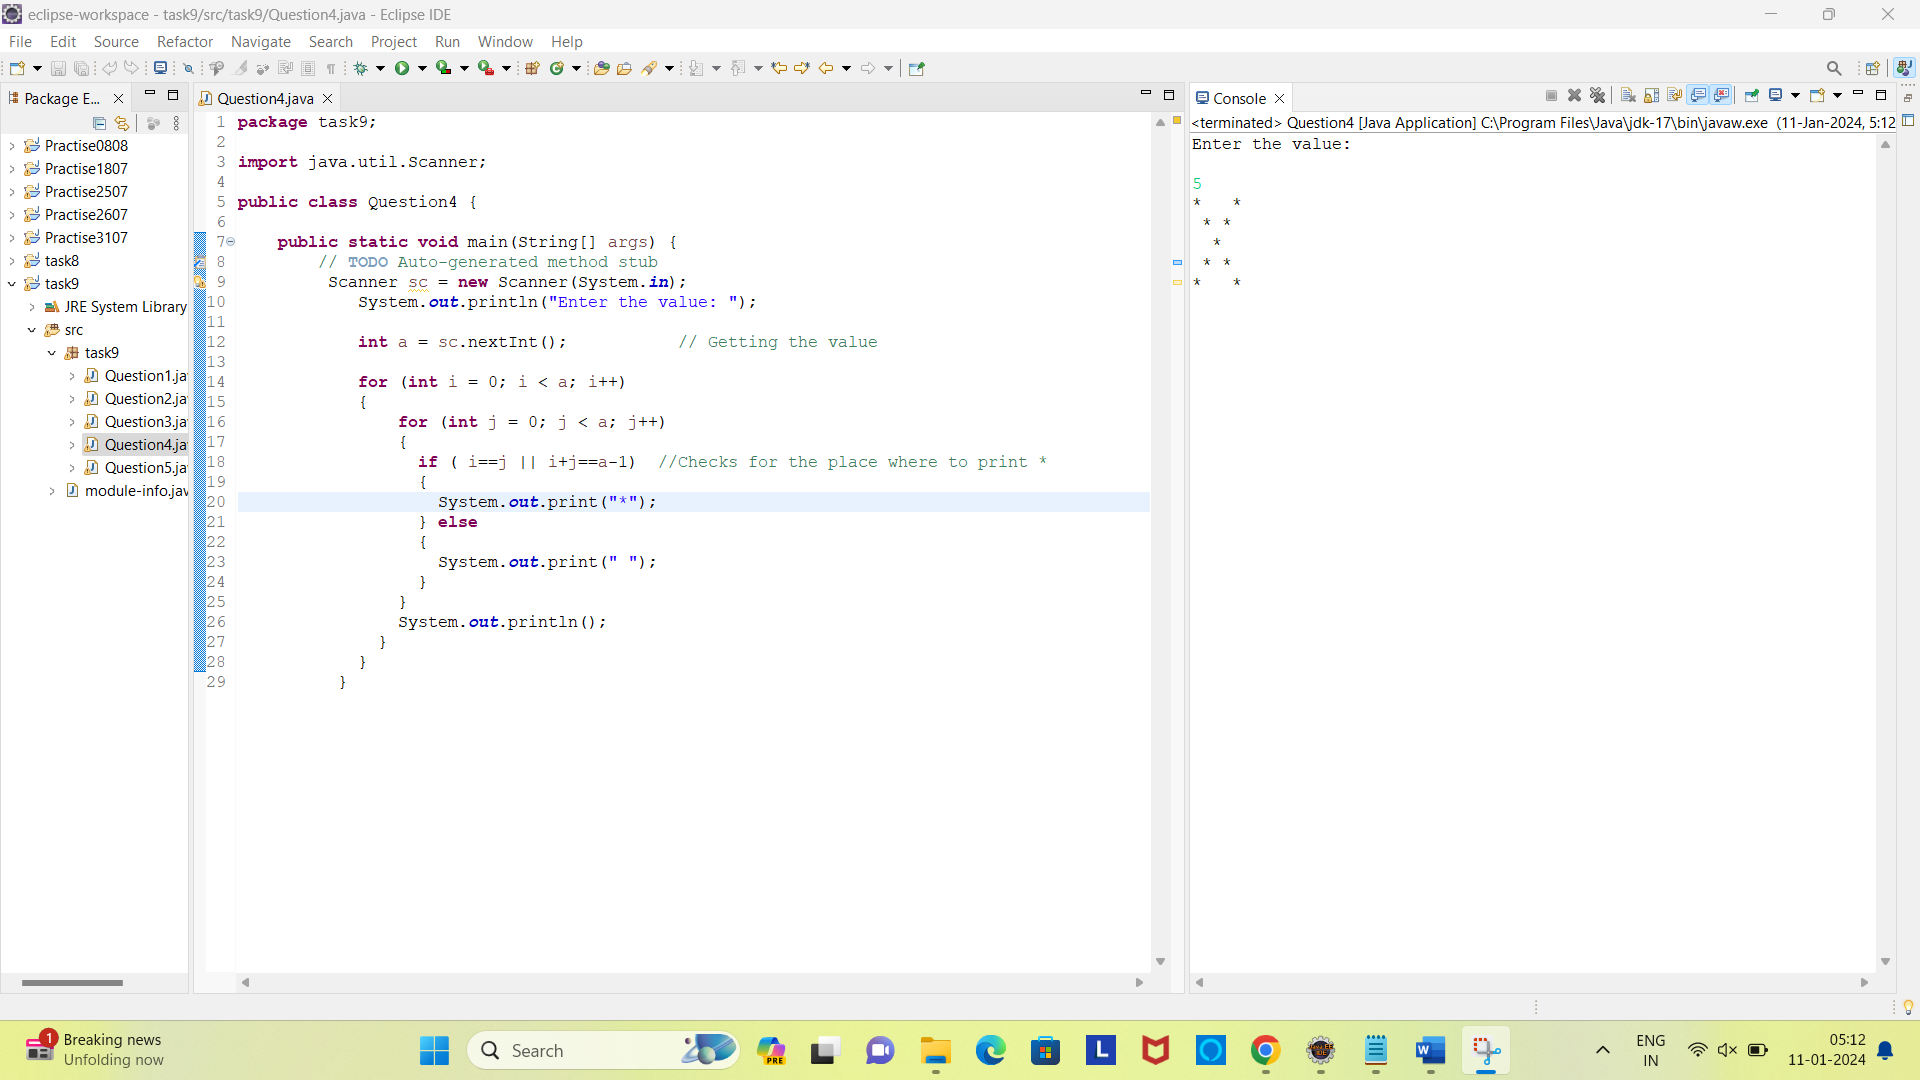 eclipse-workspace - task9/src/task9/Question4.java - Eclipse IDE
File Edit Source Refactor Navigate Search Project Run Window Help
Package E...
Practise0808
Practise1807
Practise2507
Practise2607
Practise3107
task8
task9
JRE System Library
src
task9
Question1.ja
Question2.ja
Question3.ja
Question4.ja
Question5.ja
module-info.jav
Question4.java
1 package task9;
2
3 import java.util.Scanner;
4
5 public class Question4 {
6
7 public static void main(String[] args) {
8 // TODO Auto-generated method stub
9 Scanner sc = new Scanner(System.in);
10 System.out.println("Enter the value: ");
11
12 int a = sc.nextInt(); // Getting the value
13
14 for (int i = 0; i < a; i++)
15 {
16 for (int j = 0; j < a; j++)
17 {
18 if ( i==j || i+j==a-1) //Checks for the place where to print *
19 {
20 System.out.print("*");
21 } else
22 {
23 System.out.print(" ");
24 }
25 }
26 System.out.println();
27 }
28 }
29 }
Console
<terminated> Question4 [Java Application] C:\Program Files\Java\jdk-17\bin\javaw.exe (11-Jan-2024, 5:12
Enter the value:
5
*   *
 * *
  *
 * *
*   *
1
Breaking news
Unfolding now
Search
PRE
L
W
ENG
IN
05:12
11-01-2024